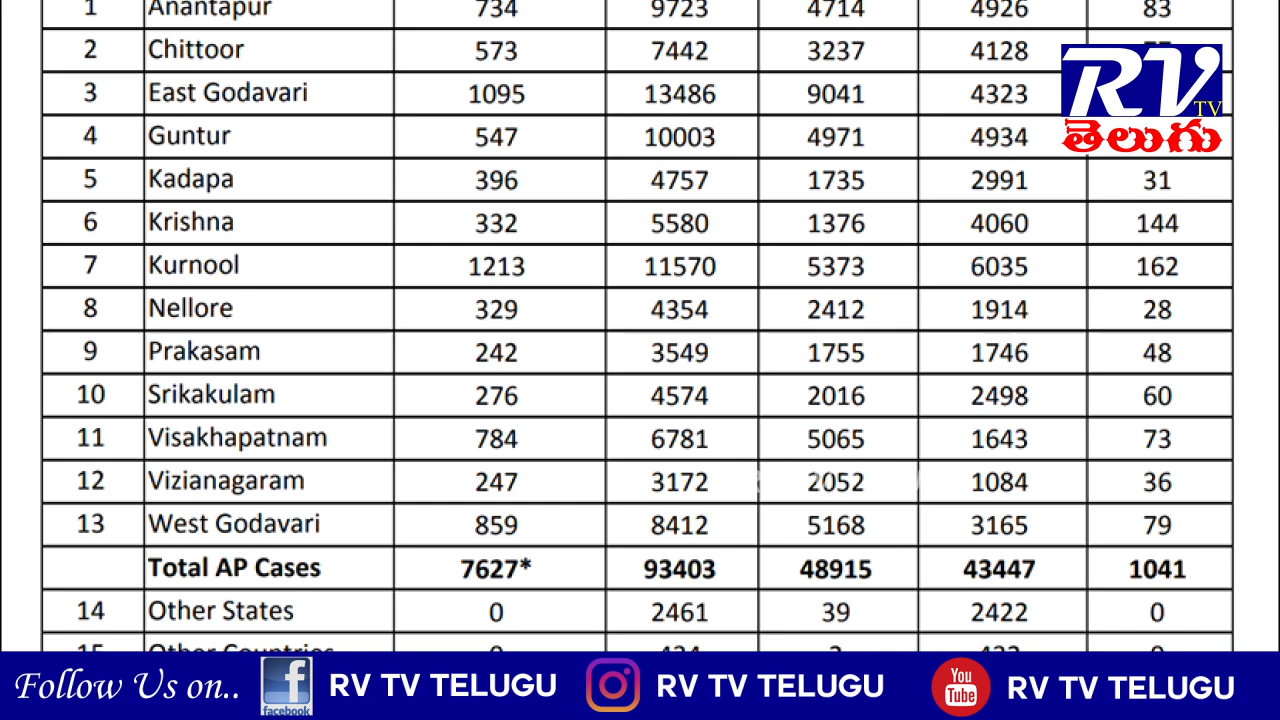 1 Anantapur 734 9723 4714 4926 83
2 Chittoor 573 7442 3237 4128
3 East Godavari 1095 13486 9041 4323
4 Guntur 547 10003 4971 4934
5 Kadapa 396 4757 1735 2991 31
6 Krishna 332 5580 1376 4060 144
7 Kurnool 1213 11570 5373 6035 162
8 Nellore 329 4354 2412 1914 28
9 Prakasam 242 3549 1755 1746 48
10 Srikakulam 276 4574 2016 2498 60
11 Visakhapatnam 784 6781 5065 1643 73
12 Vizianagaram 247 3172 2052 1084 36
13 West Godavari 859 8412 5168 3165 79
Total AP Cases 7627* 93403 48915 43447 1041
14 Other States 0 2461 39 2422 0
15 Other Countries
RV TV
తెలుగు
Follow Us on.. facebook RV TV TELUGU RV TV TELUGU You Tube RV TV TELUGU